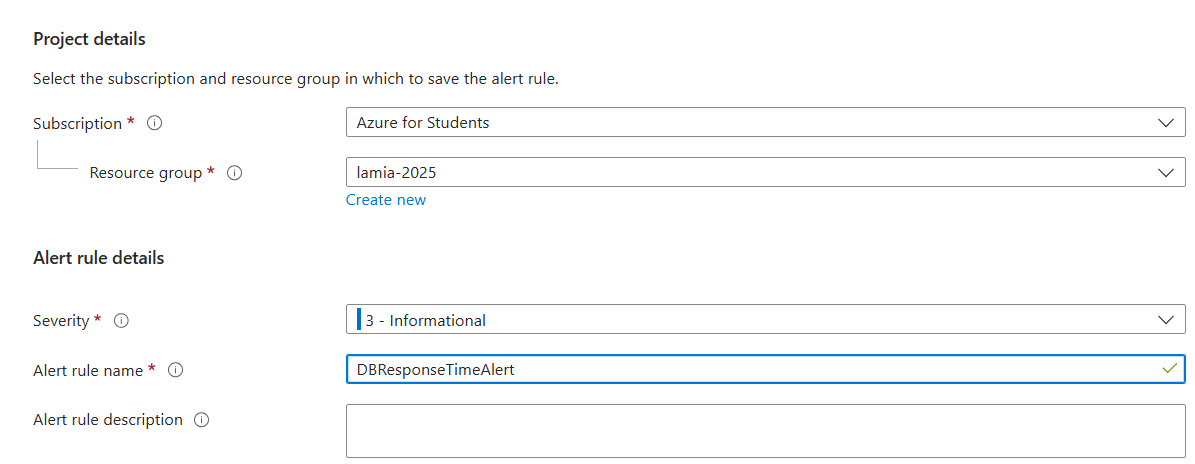 Project details
Select the subscription and resource group in which to save the alert rule.
Subscription *
Azure for Students
Resource group *
lamia-2025
Create new
Alert rule details
Severity *
3 - Informational
Alert rule name *
DBResponseTimeAlert
Alert rule description